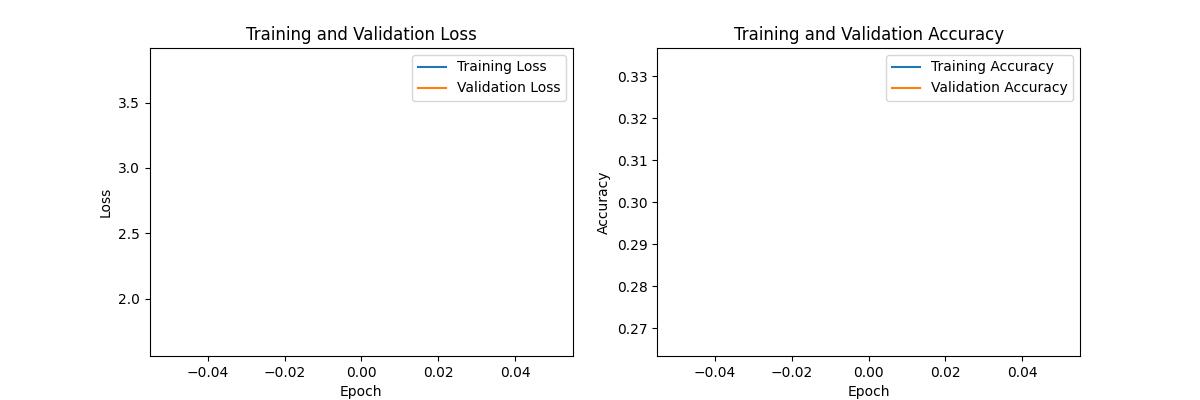 Training and Validation Loss
Training Loss
Validation Loss
3.5
3.0
2.5
2.0
Loss
−0.04
−0.02
0.00
0.02
0.04
Epoch
Training and Validation Accuracy
Training Accuracy
Validation Accuracy
0.33
0.32
0.31
0.30
0.29
0.28
0.27
Accuracy
−0.04
−0.02
0.00
0.02
0.04
Epoch